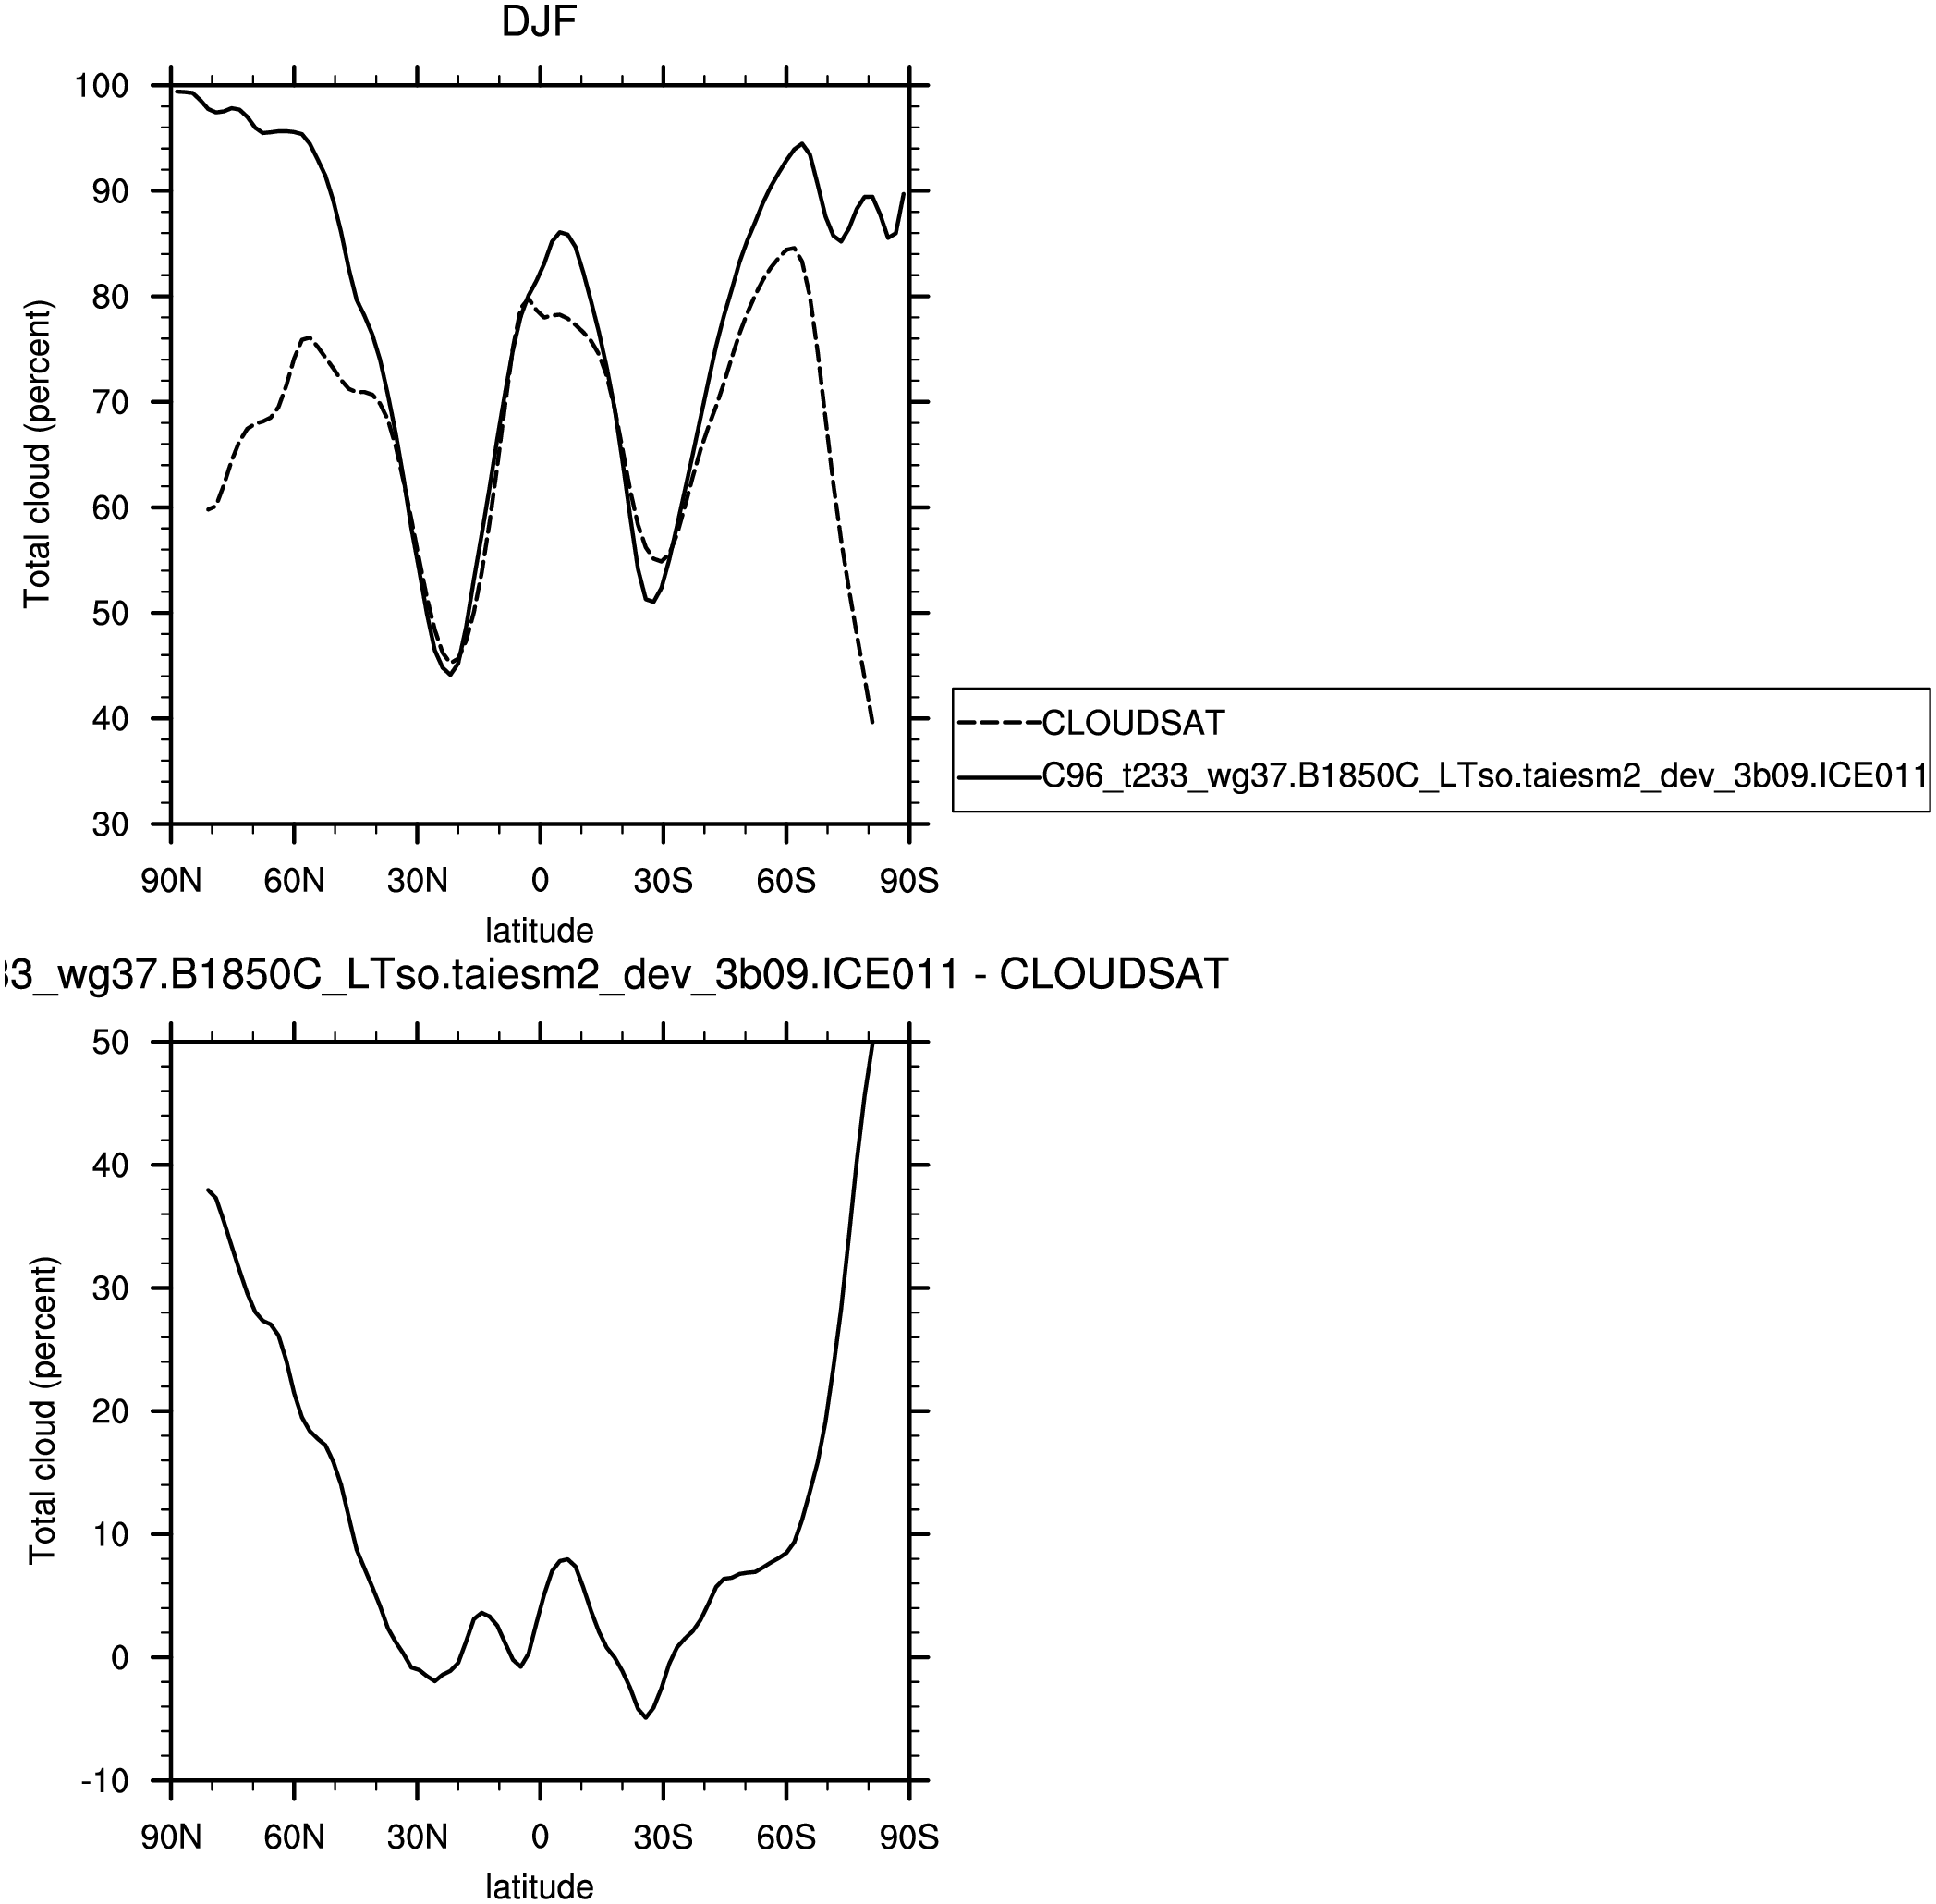 DJF
100
90
80
70
60
50
40
30
Total cloud (percent)
90N 60N 30N 0 30S 60S 90S
latitude
CLOUDSAT
C96_t233_wg37.B1850C_LTso.taiesm2_dev_3b09.ICE011
3_wg37.B1850C_LTso.taiesm2_dev_3b09.ICE011 - CLOUDSAT
50
40
30
20
10
0
-10
Total cloud (percent)
90N 60N 30N 0 30S 60S 90S
latitude